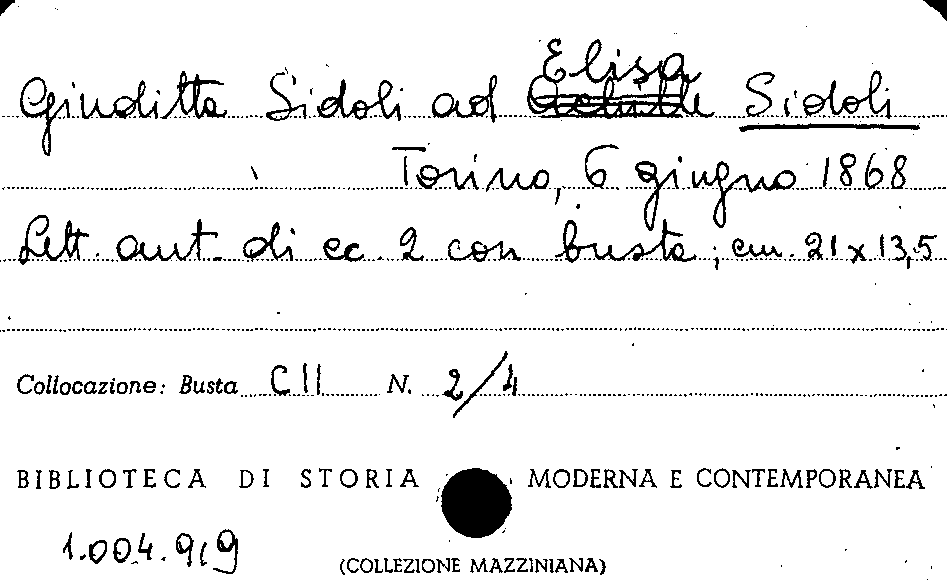 Giuditta Sidoli ad Elisa Sidoli
Torino, 6 giugno 1868
Lett. aut. di cc. 2 con busta; cm. 21 x 13,5
Collocazione: Busta CII N. 2/4
BIBLIOTECA DI STORIA MODERNA E CONTEMPORANEA
1.004.919
(COLLEZIONE MAZZINIANA)